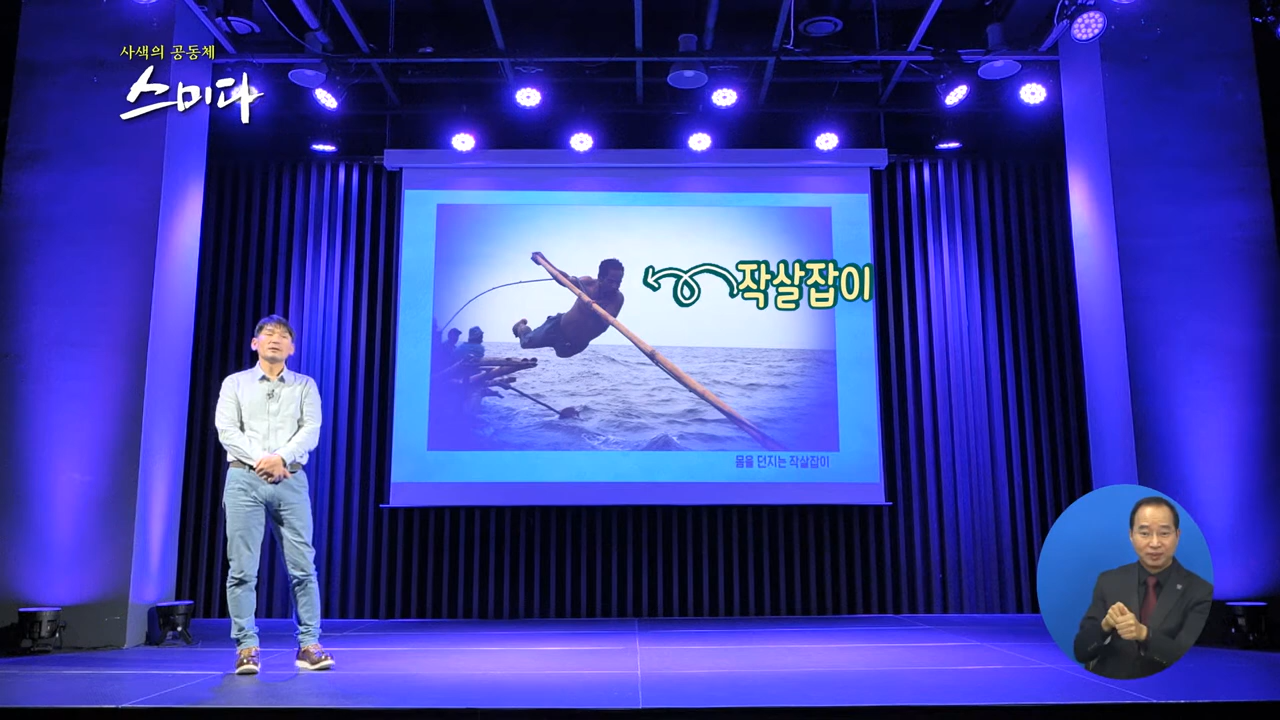 사색의 공동체
스미다
작살잡이
몸을 던지는 작살잡이